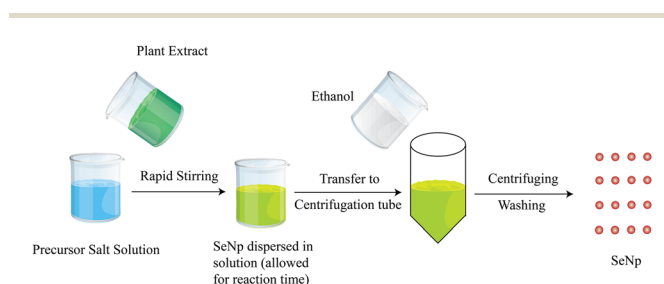 Plant Extract
Ethanol
Rapid Stirring
Transfer to
Centrifugation tube
Centrifuging
Washing
Precursor Salt Solution
SeNp dispersed in
solution (allowed
for reaction time)
SeNp